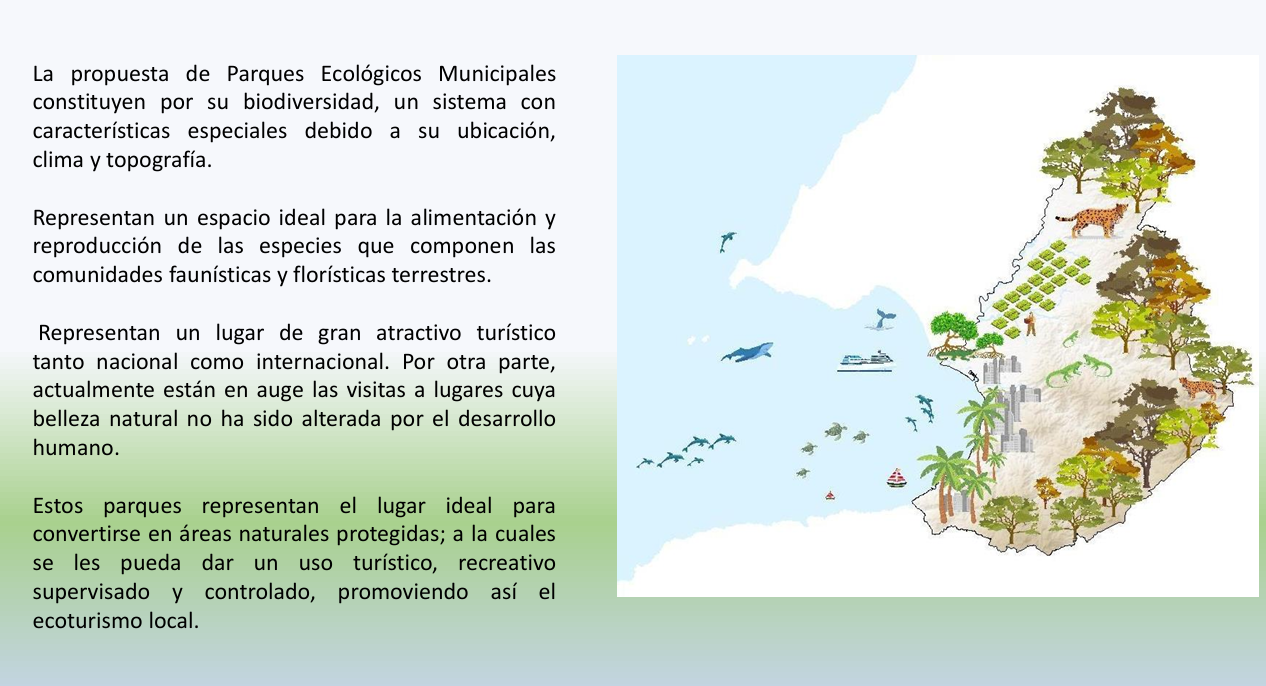 La propuesta de Parques Ecológicos Municipales
constituyen por su biodiversidad, un sistema con
características especiales debido a su ubicación,
clima y topografía.
Representan un espacio ideal para la alimentación y
reproducción de las especies que componen las
comunidades faunísticas y florísticas terrestres.
Representan un lugar de gran atractivo turístico
tanto nacional como internacional. Por otra parte,
actualmente están en auge las visitas a lugares cuya
belleza natural no ha sido alterada por el desarrollo
humano.
Estos parques representan el lugar ideal para
convertirse en áreas naturales protegidas; a la cuales
se les pueda dar un uso turístico, recreativo
supervisado y controlado, promoviendo así el
ecoturismo local.